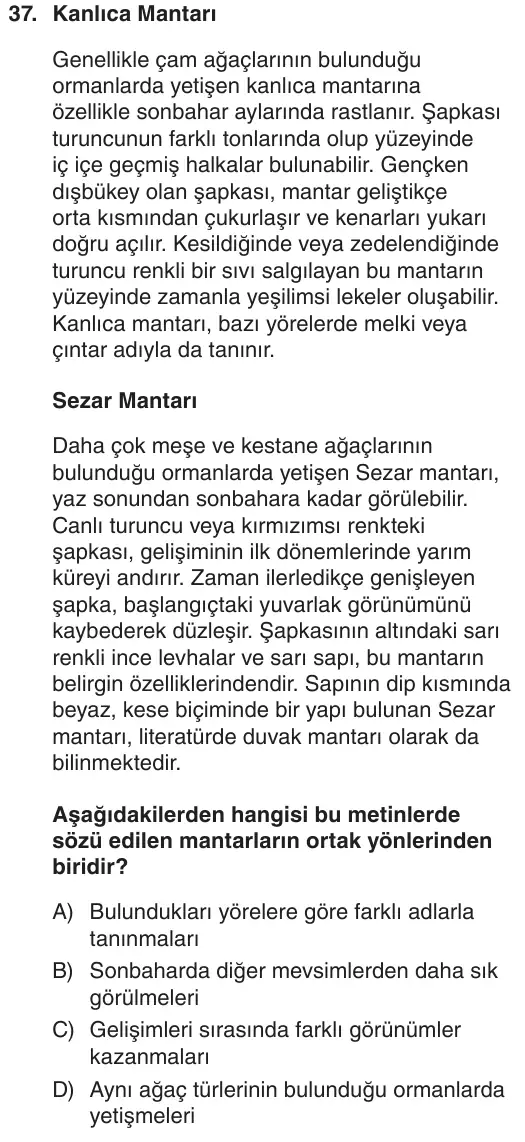 37. Kanlıca Mantarı
Genellikle çam ağaçlarının bulunduğu
ormanlarda yetişen kanlıca mantarına
özellikle sonbahar aylarında rastlanır. Şapkası
turuncunun farklı tonlarında olup yüzeyinde
iç içe geçmiş halkalar bulunabilir. Gençken
dışbükey olan şapkası, mantar geliştikçe
orta kısmından çukurlaşır ve kenarları yukarı
doğru açılır. Kesildiğinde veya zedelendiğinde
turuncu renkli bir sıvı salgılayan bu mantarın
yüzeyinde zamanla yeşilimsi lekeler oluşabilir.
Kanlıca mantarı, bazı yörelerde melki veya
çıntar adıyla da tanınır.
Sezar Mantarı
Daha çok meşe ve kestane ağaçlarının
bulunduğu ormanlarda yetişen Sezar mantarı,
yaz sonundan sonbahara kadar görülebilir.
Canlı turuncu veya kırmızımsı renkteki
şapkası, gelişiminin ilk dönemlerinde yarım
küreyi andırır. Zaman ilerledikçe genişleyen
şapka, başlangıçtaki yuvarlak görünümünü
kaybederek düzleşir. Şapkasının altındaki sarı
renkli ince levhalar ve sarı sapı, bu mantarın
belirgin özelliklerindendir. Sapının dip kısmında
beyaz, kese biçiminde bir yapı bulunan Sezar
mantarı, literatürde duvak mantarı olarak da
bilinmektedir.
Aşağıdakilerden hangisi bu metinlerde
sözü edilen mantarların ortak yönlerinden
biridir?
A) Bulundukları yörelere göre farklı adlarla
tanınmaları
B) Sonbaharda diğer mevsimlerden daha sık
görülmeleri
C) Gelişimleri sırasında farklı görünümler
kazanmaları
D) Aynı ağaç türlerinin bulunduğu ormanlarda
yetişmeleri